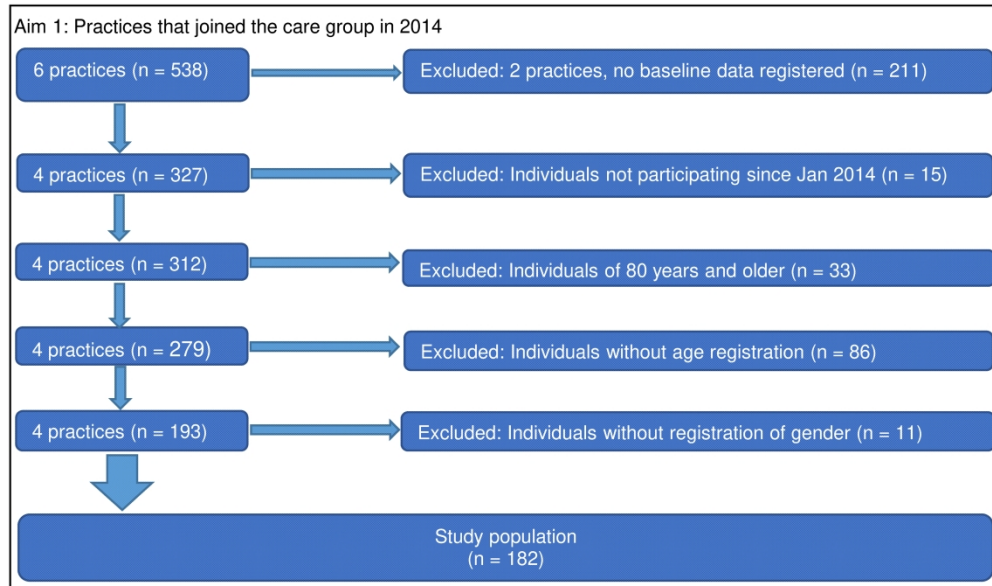 Aim 1: Practices that joined the care group in 2014
6 practices (n = 538)
Excluded: 2 practices, no baseline data registered (n = 211)
4 practices (n = 327)
Excluded: Individuals not participating since Jan 2014 (n = 15)
4 practices (n = 312)
Excluded: Individuals of 80 years and older (n = 33)
4 practices (n = 279)
Excluded: Individuals without age registration (n = 86)
4 practices (n = 193)
Excluded: Individuals without registration of gender (n = 11)
Study population
(n = 182)